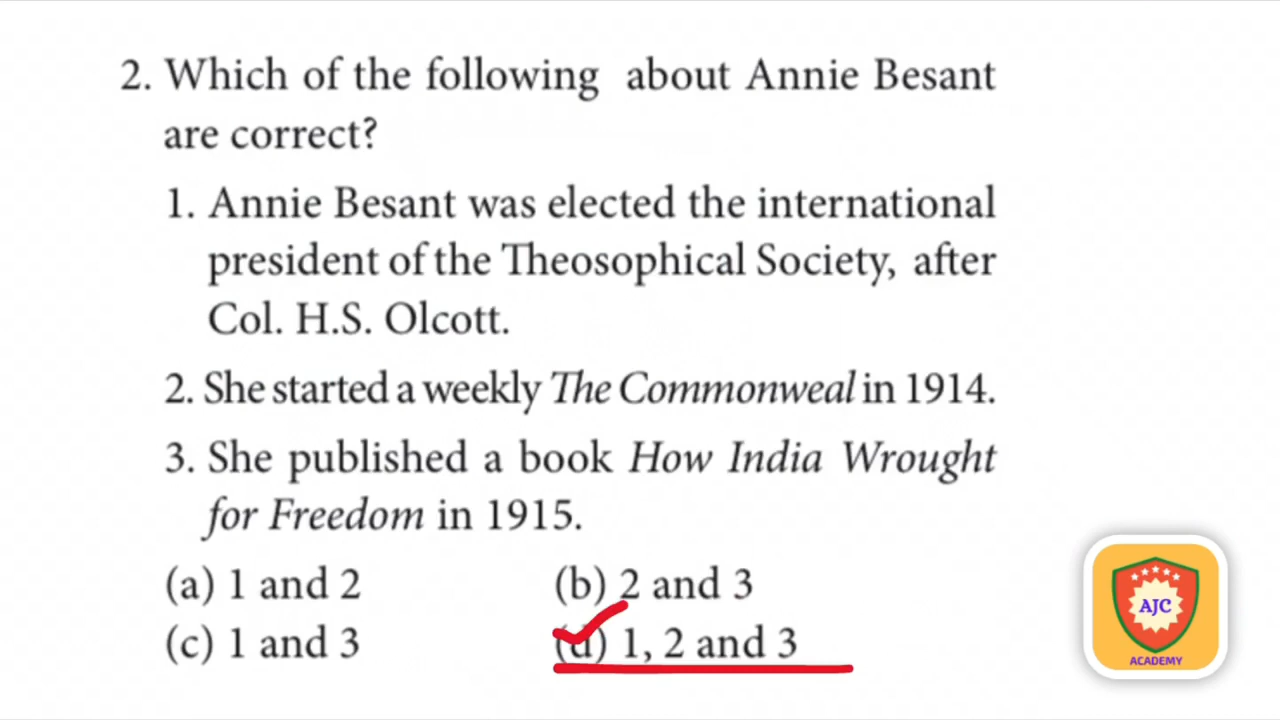 2. Which of the following about Annie Besant
are correct?
1. Annie Besant was elected the international
president of the Theosophical Society, after
Col. H.S. Olcott.
2. She started a weekly The Commonweal in 1914.
3. She published a book How India Wrought
for Freedom in 1915.
(a) 1 and 2 (b) 2 and 3
(c) 1 and 3 (d) 1, 2 and 3
AJC
ACADEMY